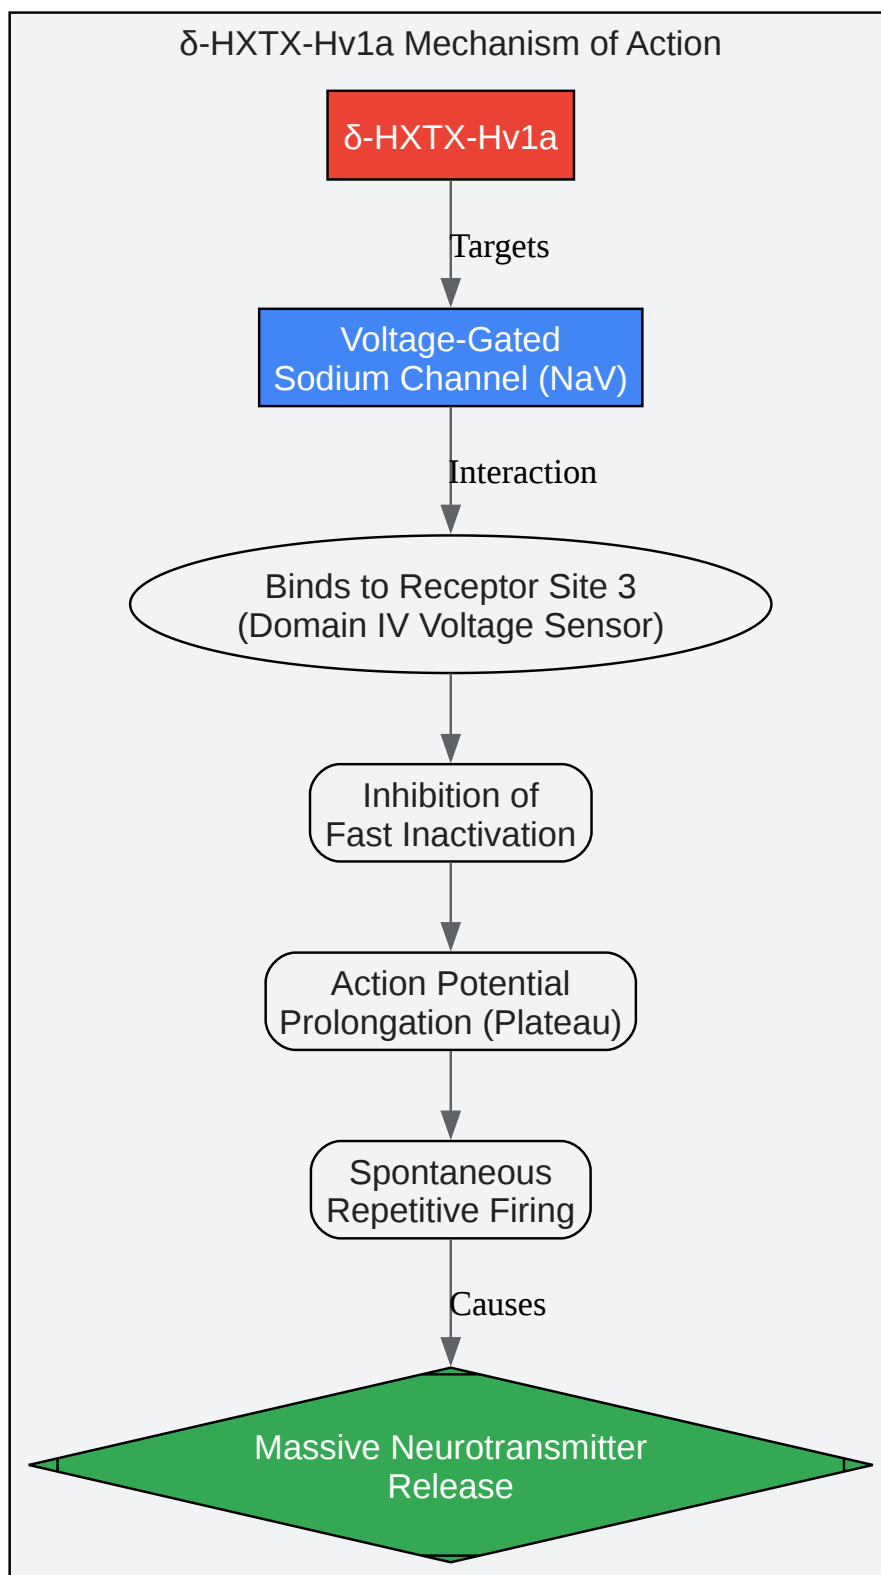 δ-HXTX-Hv1a Mechanism of Action
δ-HXTX-Hv1a
Targets
Voltage-Gated
Sodium Channel (NaV)
Interaction
Binds to Receptor Site 3
(Domain IV Voltage Sensor)
Inhibition of
Fast Inactivation
Action Potential
Prolongation (Plateau)
Spontaneous
Repetitive Firing
Causes
Massive Neurotransmitter
Release